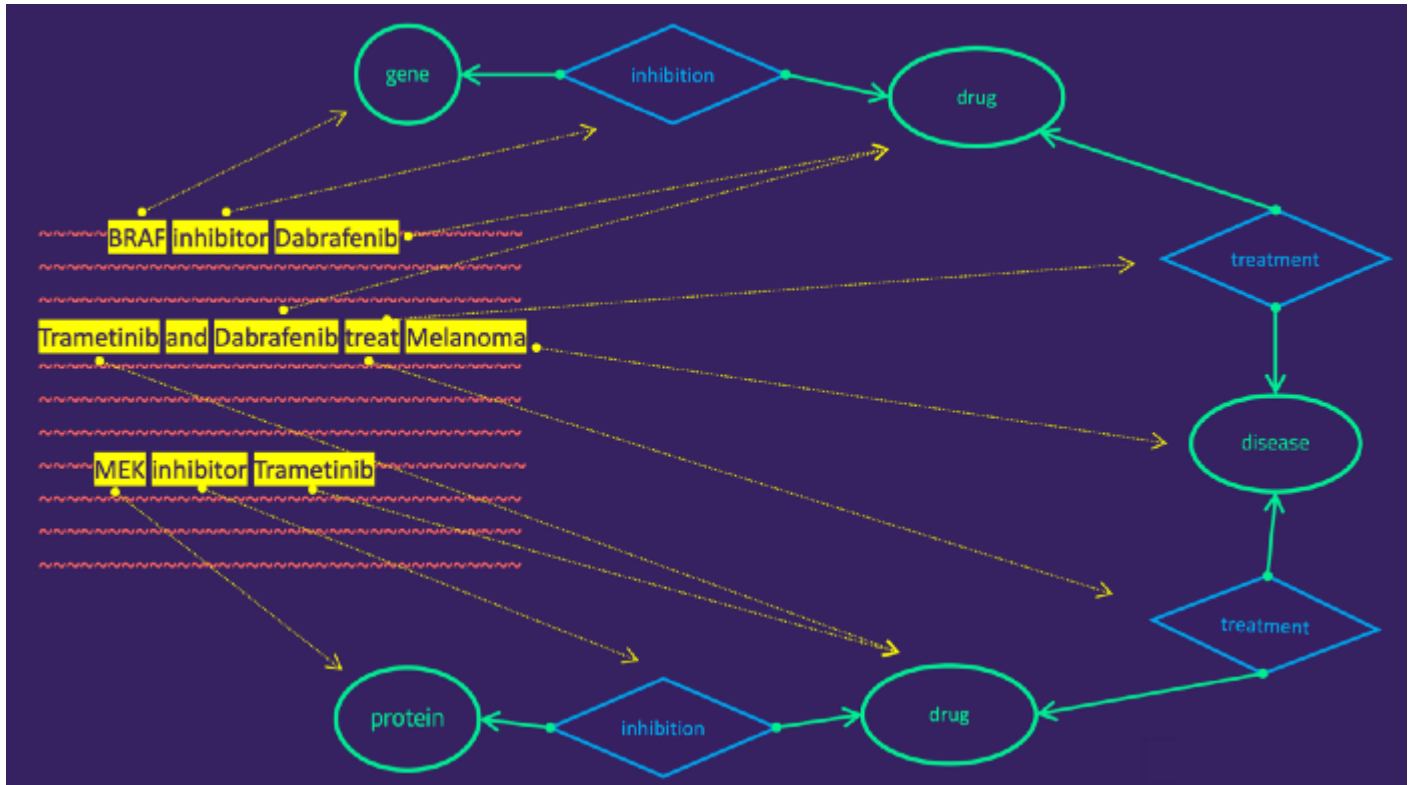 gene
inhibition
drug
BRAF inhibitor Dabrafenib
treatment
Trametinib and Dabrafenib treat Melanoma
disease
MEK inhibitor Trametinib
treatment
protein
inhibition
drug